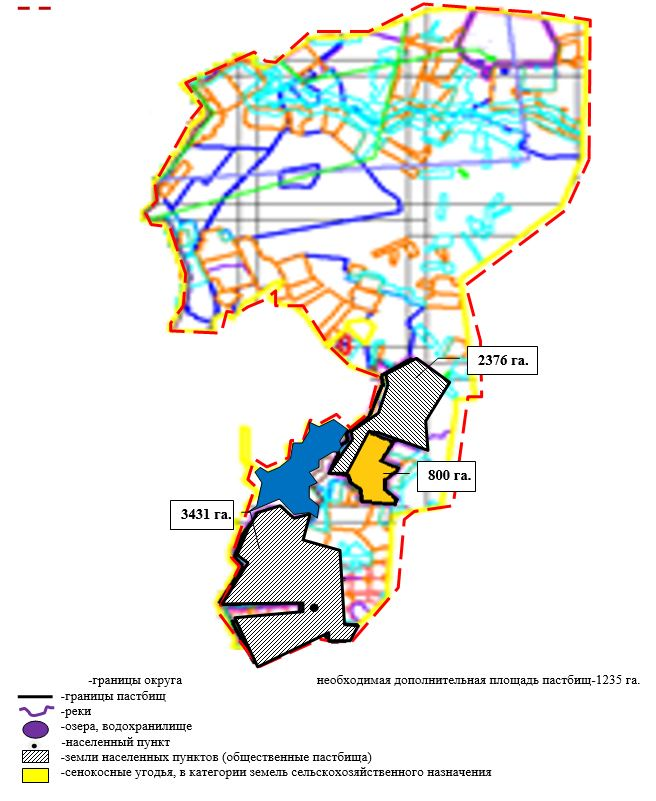 2376 га.
800 га.
3431 га.
-границы округа
необходимая дополнительная площадь пастбищ-1235 га.
-границы пастбищ
-реки
-озера, водохранилище
-населенный пункт
-земли населенных пунктов (общественные пастбища)
-сенокосные угодья, в категории земель сельскохозяйственного назначения